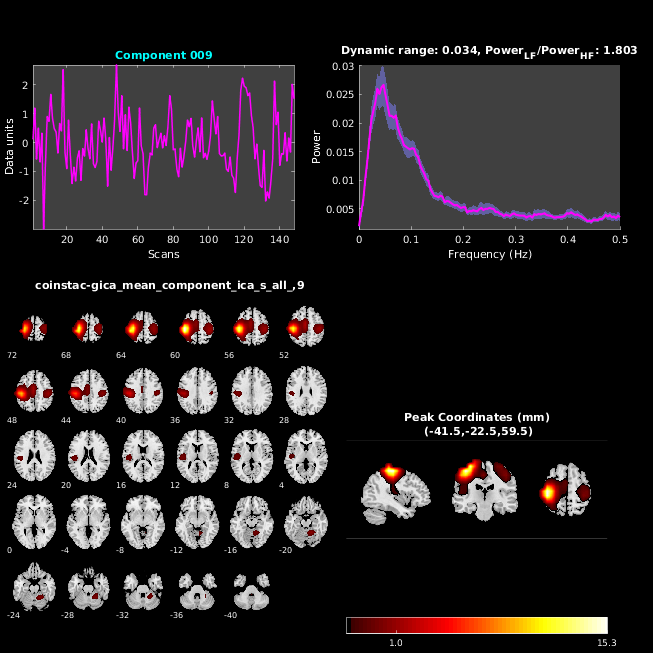 Component 009
Data units
2
1
0
-1
-2
20 40 60 80 100 120 140
Scans
Dynamic range: 0.034, PowerLF/PowerHF: 1.803
Power
0.03
0.025
0.02
0.015
0.01
0.005
0 0.1 0.2 0.3 0.4 0.5
Frequency (Hz)
coinstac-gica_mean_component_ica_s_all_,9
72 68 64 60 56 52
48 44 40 36 32 28
24 20 16 12 8 4
0 -4 -8 -12 -16 -20
-24 -28 -32 -36 -40
Peak Coordinates (mm)
(-41.5,-22.5,59.5)
1.0 15.3